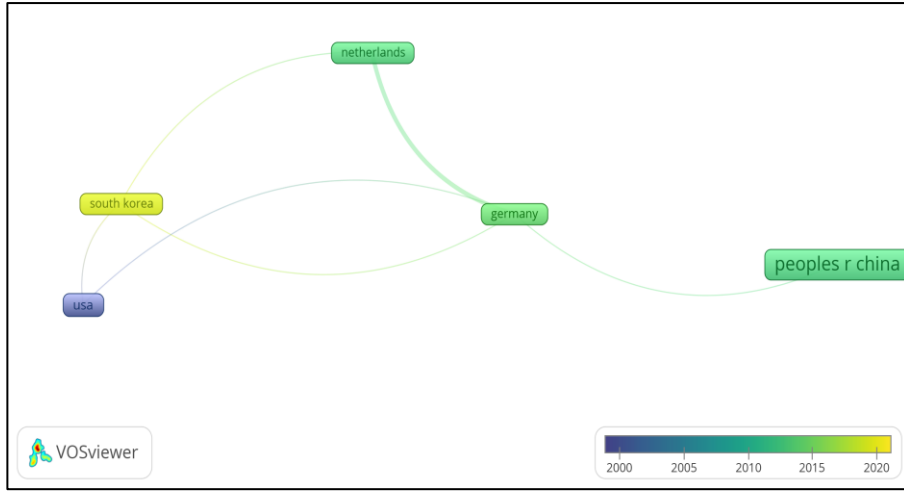 netherlands
south korea
germany
peoples r china
usa
VOSviewer
2000 2005 2010 2015 2020